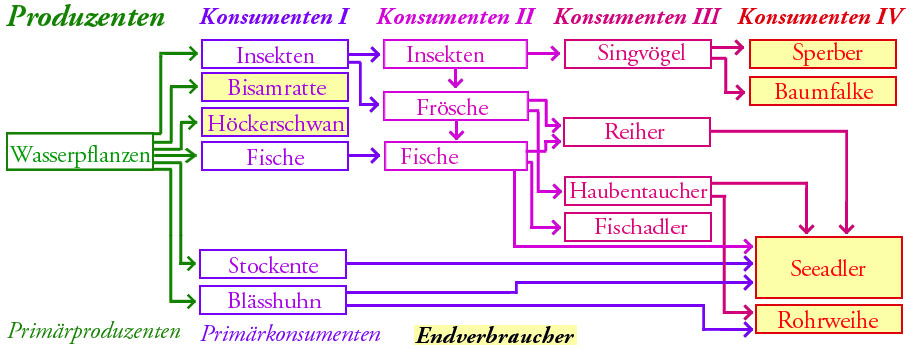 Produzenten
Konsumenten I
Konsumenten II
Konsumenten III
Konsumenten IV
Insekten
Insekten
Singvögel
Sperber
Bisamratte
Baumfalke
Frösche
Höckerschwan
Reiher
Wasserpflanzen
Fische
Fische
Haubentaucher
Fischadler
Stockente
Seeadler
Blässhuhn
Rohrweihe
Primärproduzenten
Primärkonsumenten
Endverbraucher